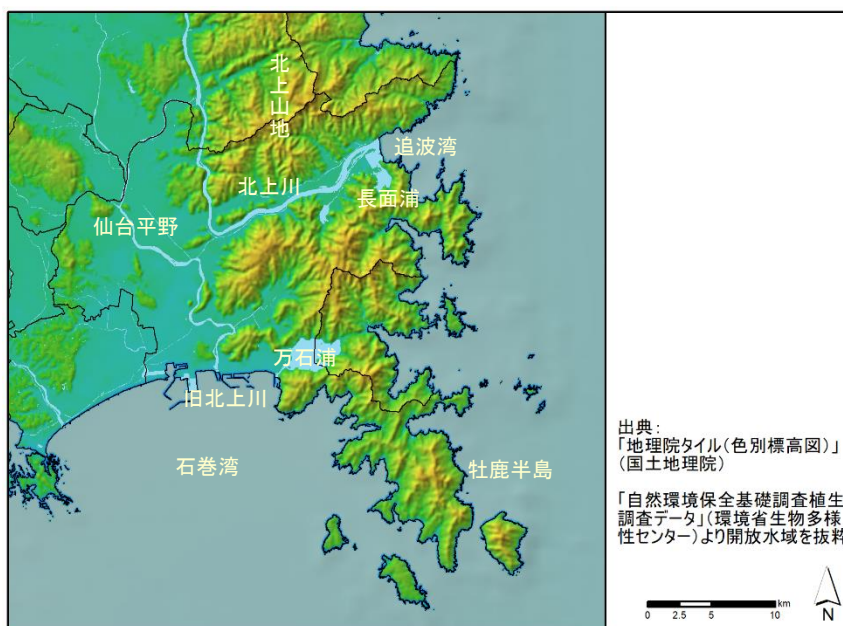 北上山地
追波湾
北上川
長面浦
仙台平野
万石浦
旧北上川
石巻湾
牡鹿半島
出典:
「地理院タイル(色別標高図)」
(国土地理院)
「自然環境保全基礎調査植生
調査データ」(環境省生物多様
性センター)より開放水域を抜粋
km
0 2.5 5 10
N